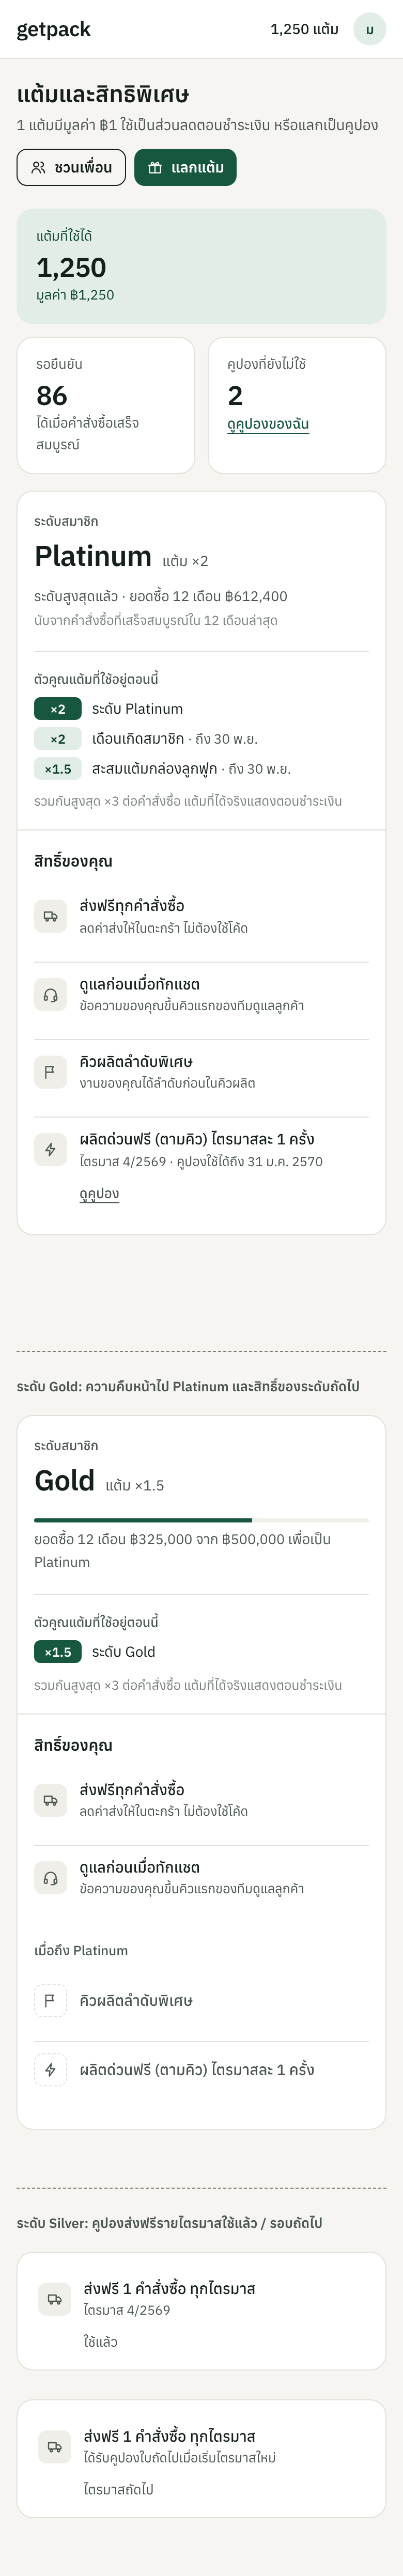 getpack
1,250 แต้ม
ม
แต้มและสิทธิพิเศษ
1 แต้มมีมูลค่า ฿1 ใช้เป็นส่วนลดตอนชำระเงิน หรือแลกเป็นคูปอง
ชวนเพื่อน
แลกแต้ม
แต้มที่ใช้ได้
1,250
มูลค่า ฿1,250
รอยืนยัน
86
ได้เมื่อคำสั่งซื้อเสร็จ
สมบูรณ์
คูปองที่ยังไม่ใช้
2
ดูคูปองของฉัน
ระดับสมาชิก
Platinum แต้ม ×2
ระดับสูงสุดแล้ว · ยอดซื้อ 12 เดือน ฿612,400
นับจากคำสั่งซื้อที่เสร็จสมบูรณ์ใน 12 เดือนล่าสุด
ตัวคูณแต้มที่ใช้อยู่ตอนนี้
×2 ระดับ Platinum
×2 เดือนเกิดสมาชิก · ถึง 30 พ.ย.
×1.5 สะสมแต้มกล่องลูกฟูก · ถึง 30 พ.ย.
รวมกันสูงสุด ×3 ต่อคำสั่งซื้อ แต้มที่ได้จริงแสดงตอนชำระเงิน
สิทธิ์ของคุณ
ส่งฟรีทุกคำสั่งซื้อ
ลดค่าส่งให้ในตะกร้า ไม่ต้องใช้โค้ด
ดูแลก่อนเมื่อทักแชต
ข้อความของคุณขึ้นคิวแรกของทีมดูแลลูกค้า
คิวผลิตลำดับพิเศษ
งานของคุณได้ลำดับก่อนในคิวผลิต
ผลิตด่วนฟรี (ตามคิว) ไตรมาสละ 1 ครั้ง
ไตรมาส 4/2569 · คูปองใช้ได้ถึง 31 ม.ค. 2570
ดูคูปอง
ระดับ Gold: ความคืบหน้าไป Platinum และสิทธิ์ของระดับถัดไป
ระดับสมาชิก
Gold แต้ม ×1.5
ยอดซื้อ 12 เดือน ฿325,000 จาก ฿500,000 เพื่อเป็น
Platinum
ตัวคูณแต้มที่ใช้อยู่ตอนนี้
×1.5 ระดับ Gold
รวมกันสูงสุด ×3 ต่อคำสั่งซื้อ แต้มที่ได้จริงแสดงตอนชำระเงิน
สิทธิ์ของคุณ
ส่งฟรีทุกคำสั่งซื้อ
ลดค่าส่งให้ในตะกร้า ไม่ต้องใช้โค้ด
ดูแลก่อนเมื่อทักแชต
ข้อความของคุณขึ้นคิวแรกของทีมดูแลลูกค้า
เมื่อถึง Platinum
คิวผลิตลำดับพิเศษ
ผลิตด่วนฟรี (ตามคิว) ไตรมาสละ 1 ครั้ง
ระดับ Silver: คูปองส่งฟรีรายไตรมาสใช้แล้ว / รอบถัดไป
ส่งฟรี 1 คำสั่งซื้อ ทุกไตรมาส
ไตรมาส 4/2569
ใช้แล้ว
ส่งฟรี 1 คำสั่งซื้อ ทุกไตรมาส
ได้รับคูปองใบถัดไปเมื่อเริ่มไตรมาสใหม่
ไตรมาสถัดไป